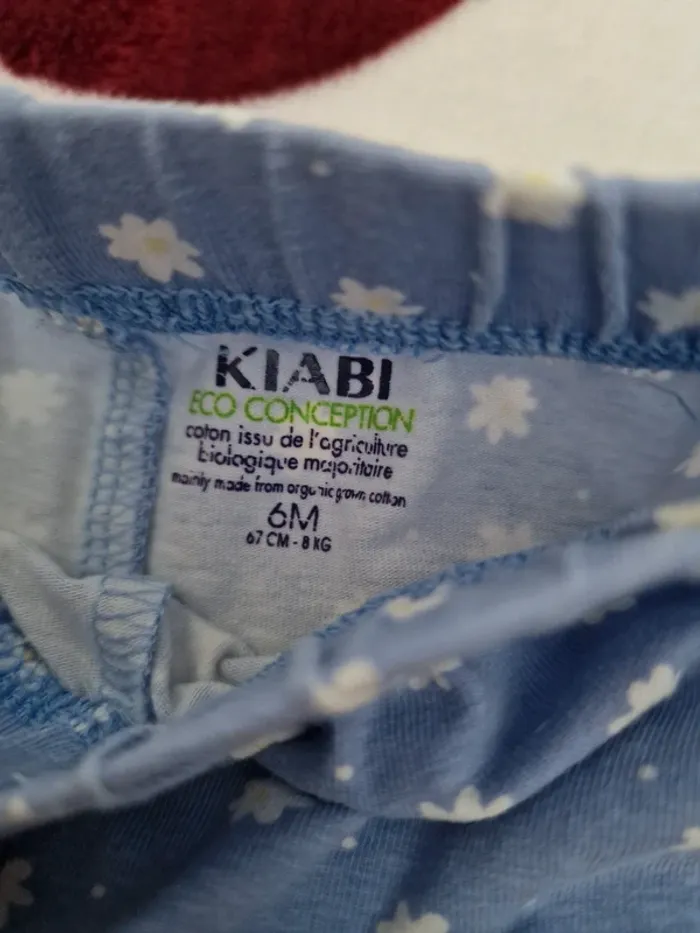 KIABI
ECO CONCEPTION
coton issu de l'agriculture
biologique majoritaire
mainly made from organic grown cotton
6M
67 CM - 8 KG